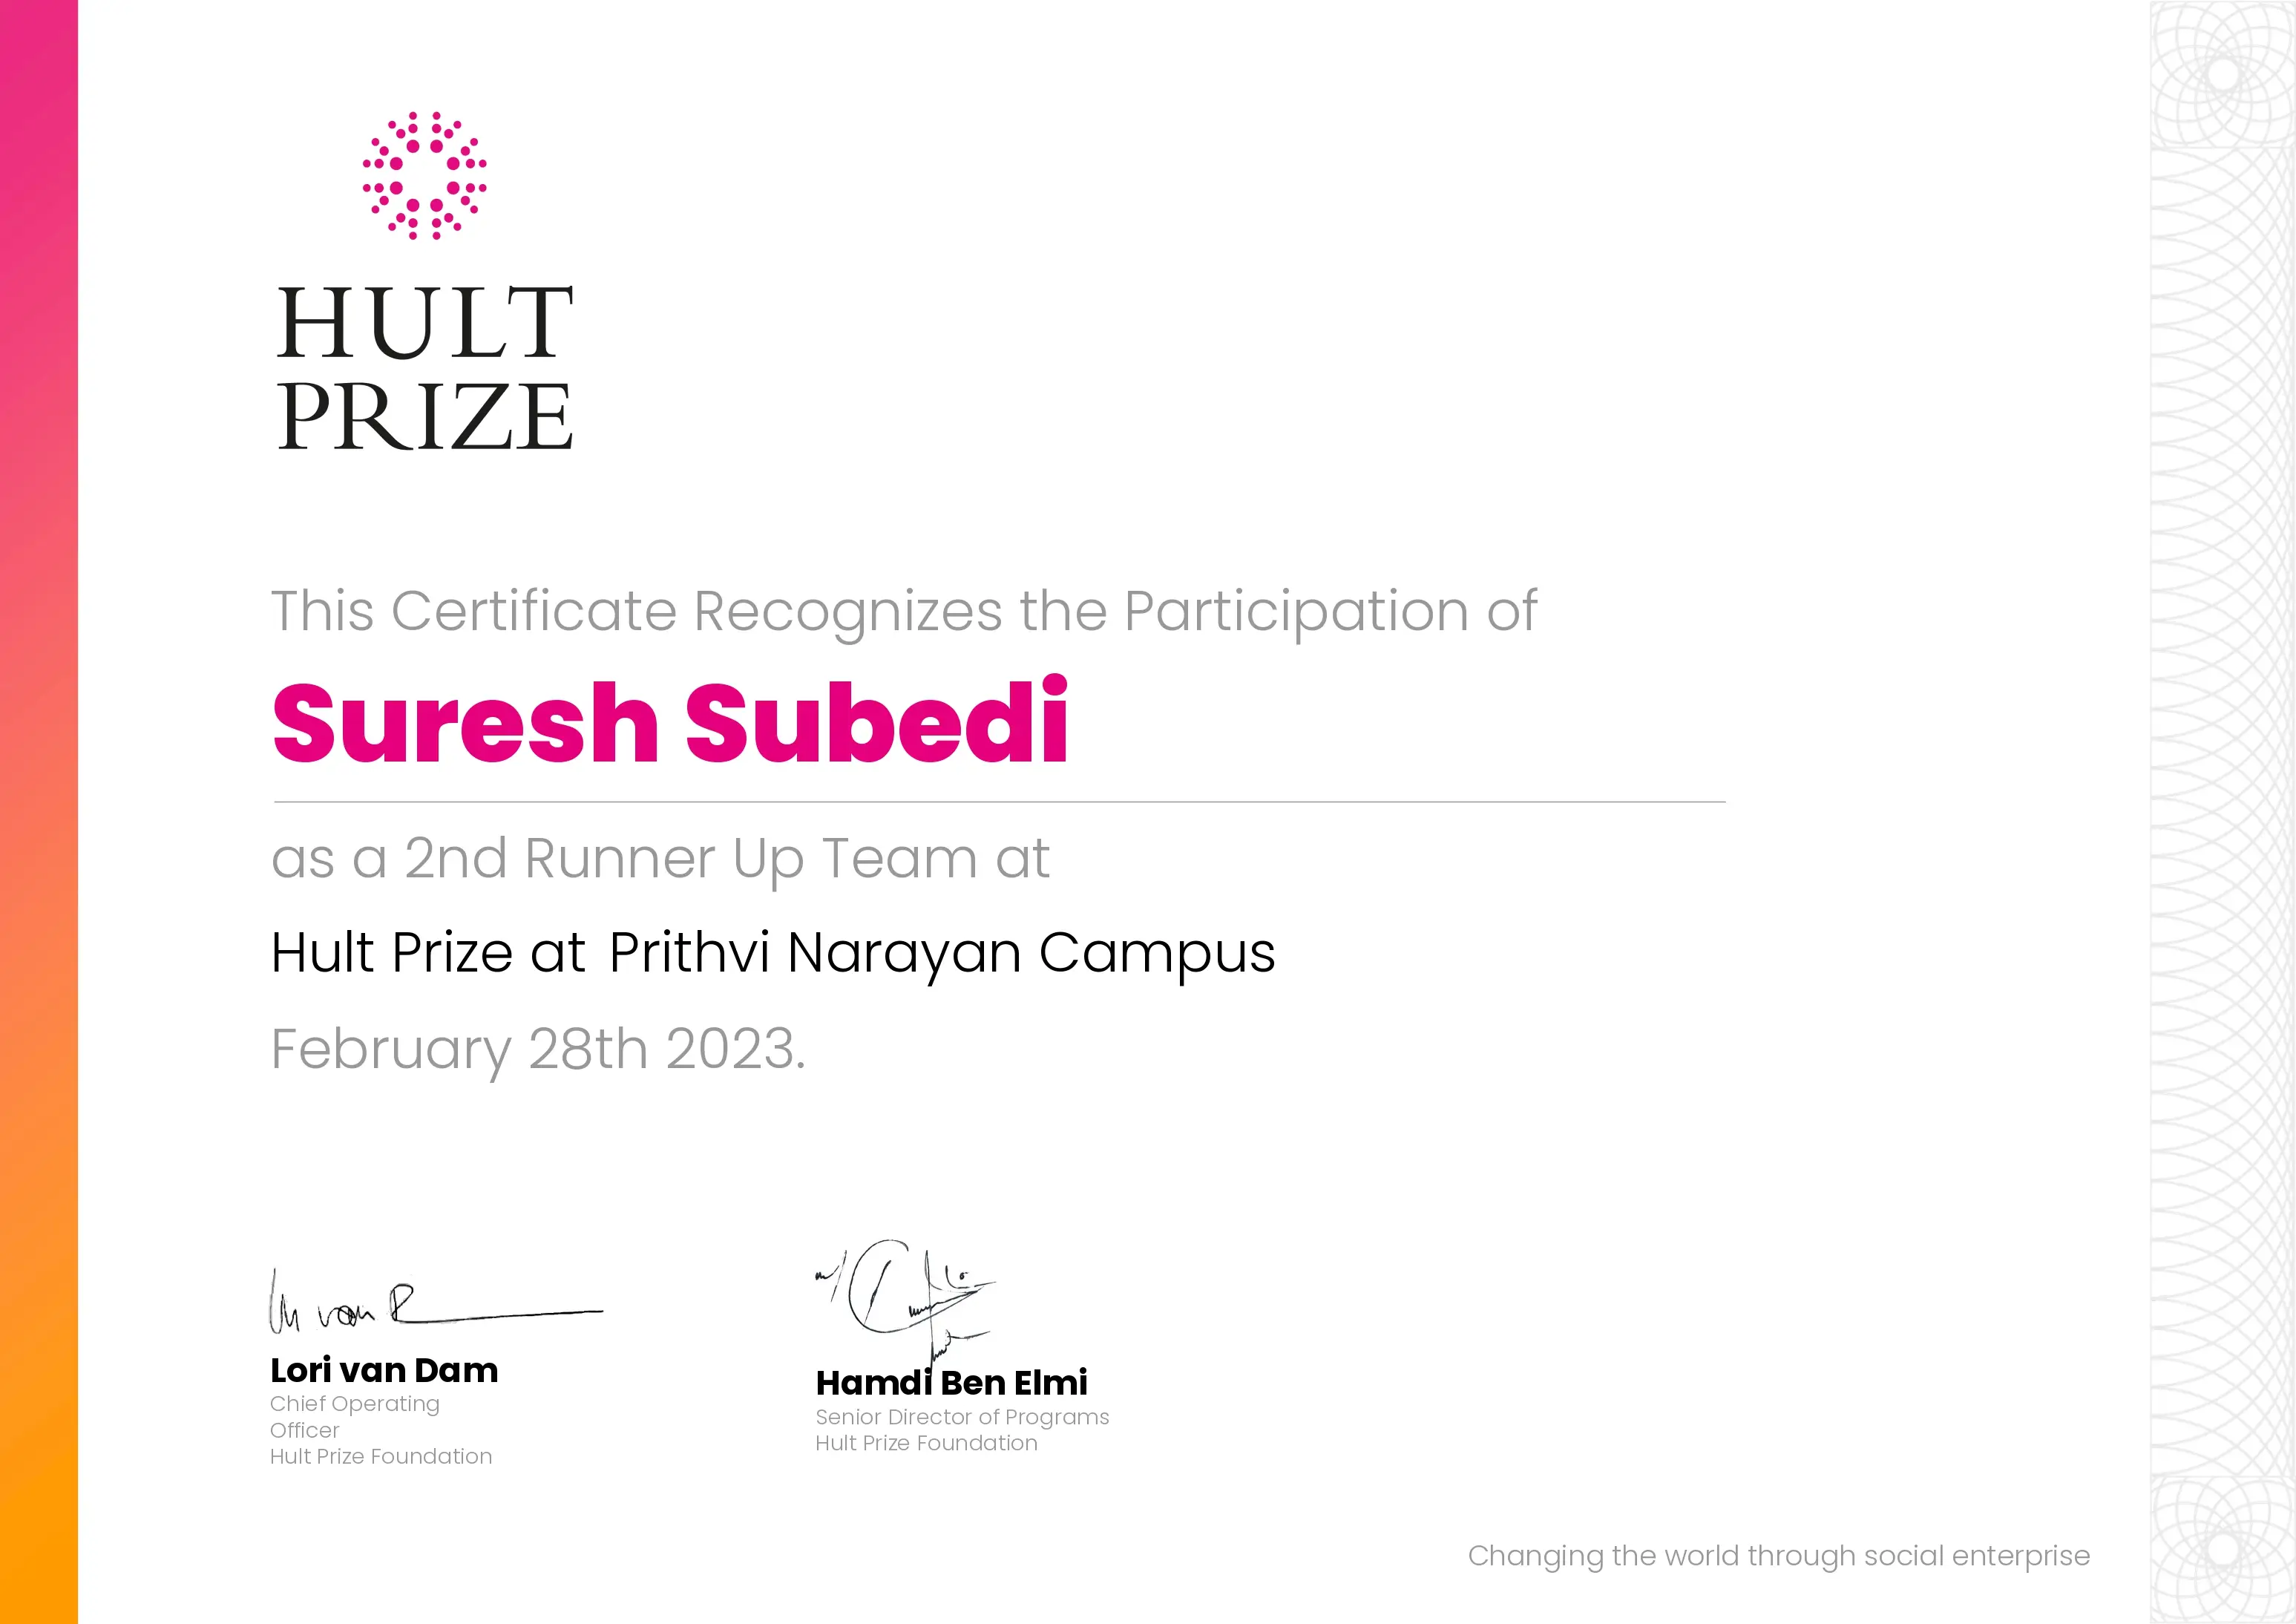 HULT
PRIZE
This Certificate Recognizes the Participation of
Suresh Subedi
as a 2nd Runner Up Team at
Hult Prize at Prithvi Narayan Campus
February 28th 2023.
Lori van Dam
Chief Operating
Officer
Hult Prize Foundation
Hamdi Ben Elmi
Senior Director of Programs
Hult Prize Foundation
Changing the world through social enterprise